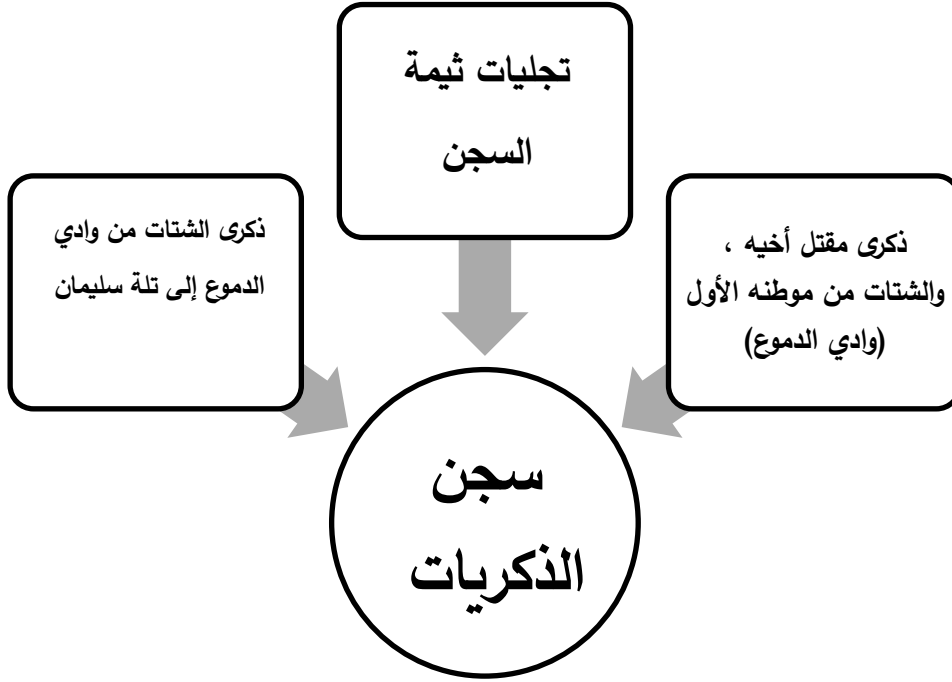 تجليات ثيمة
السجن
ذكرى مقتل أخيه ،
والشتات من موطنه الأول
(وادي الدموع)
ذكرى الشتات من وادي
الدموع إلى تلة سليمان
سجن
الذكريات